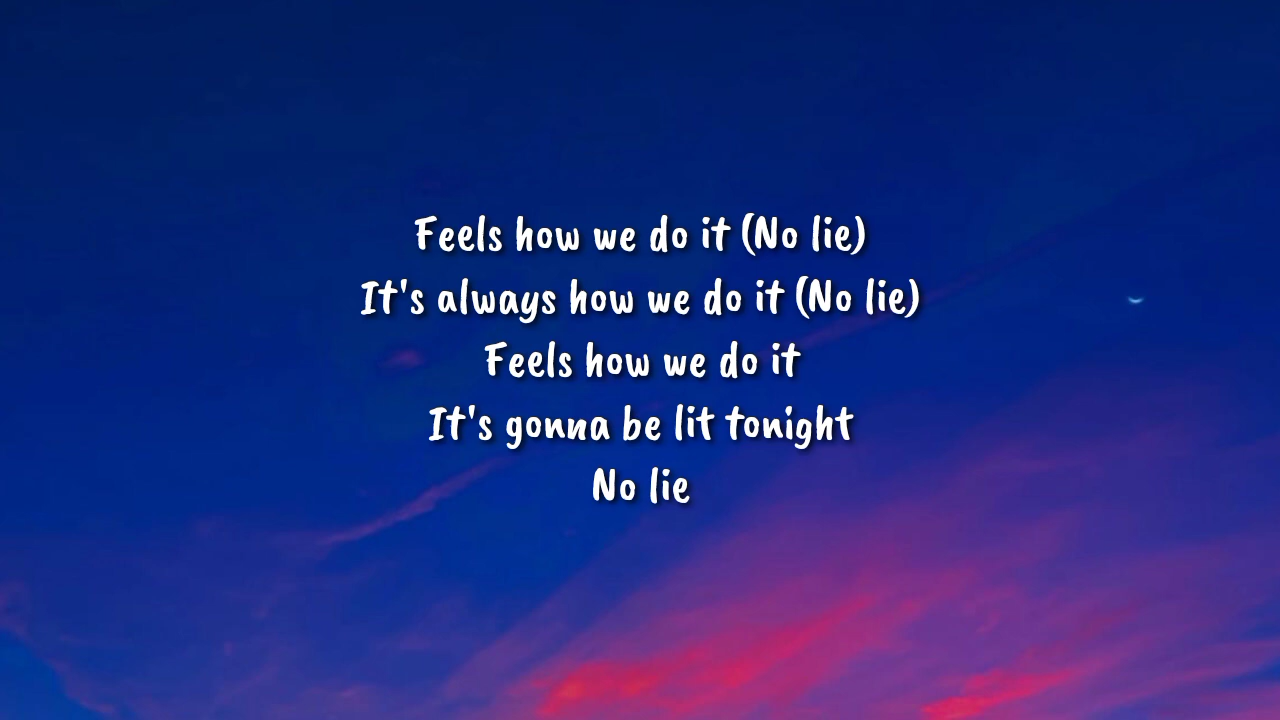 Feels how we do it (No lie)
It's always how we do it (No lie)
Feels how we do it
It's gonna be lit tonight
No lie